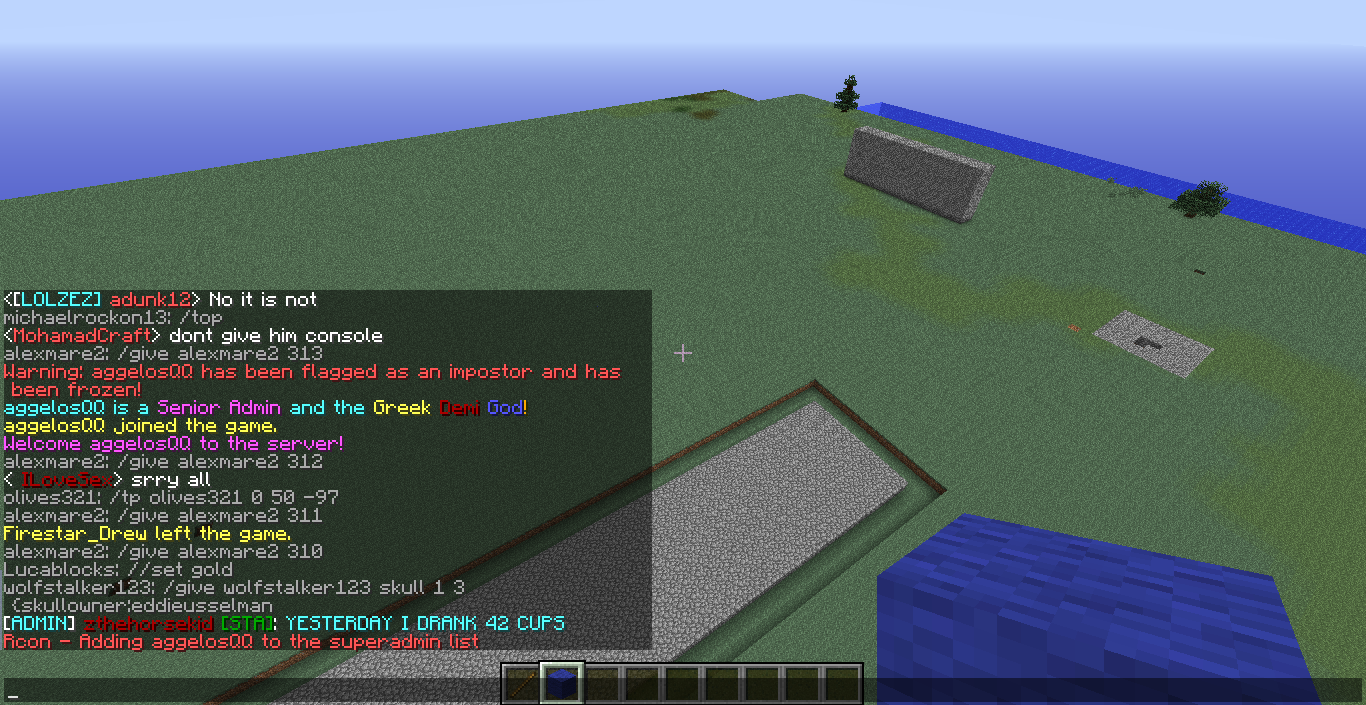 <[LOLZEZ] adunk12> No it is not
michaelrockon13: /top
<MohamadCraft> dont give him console
alexmare2: /give alexmare2 313
Warning: aggelosQQ has been flagged as an impostor and has
been frozen!
aggelosQQ is a Senior Admin and the Greek Demi God!
aggelosQQ joined the game.
Welcome aggelosQQ to the server!
alexmare2: /give alexmare2 312
< ILoveSex> srry all
olives321: /tp olives321 0 50 -97
alexmare2: /give alexmare2 311
Firestar_Drew left the game.
alexmare2: /give alexmare2 310
Lucablocks: //set gold
wolfstalker123: /give wolfstalker123 skull 1 3
{skullowner:eddieusselman
[ADMIN] zthehorsekid [STA]: YESTERDAY I DRANK 42 CUPS
Rcon - Adding aggelosQQ to the superadmin list
_